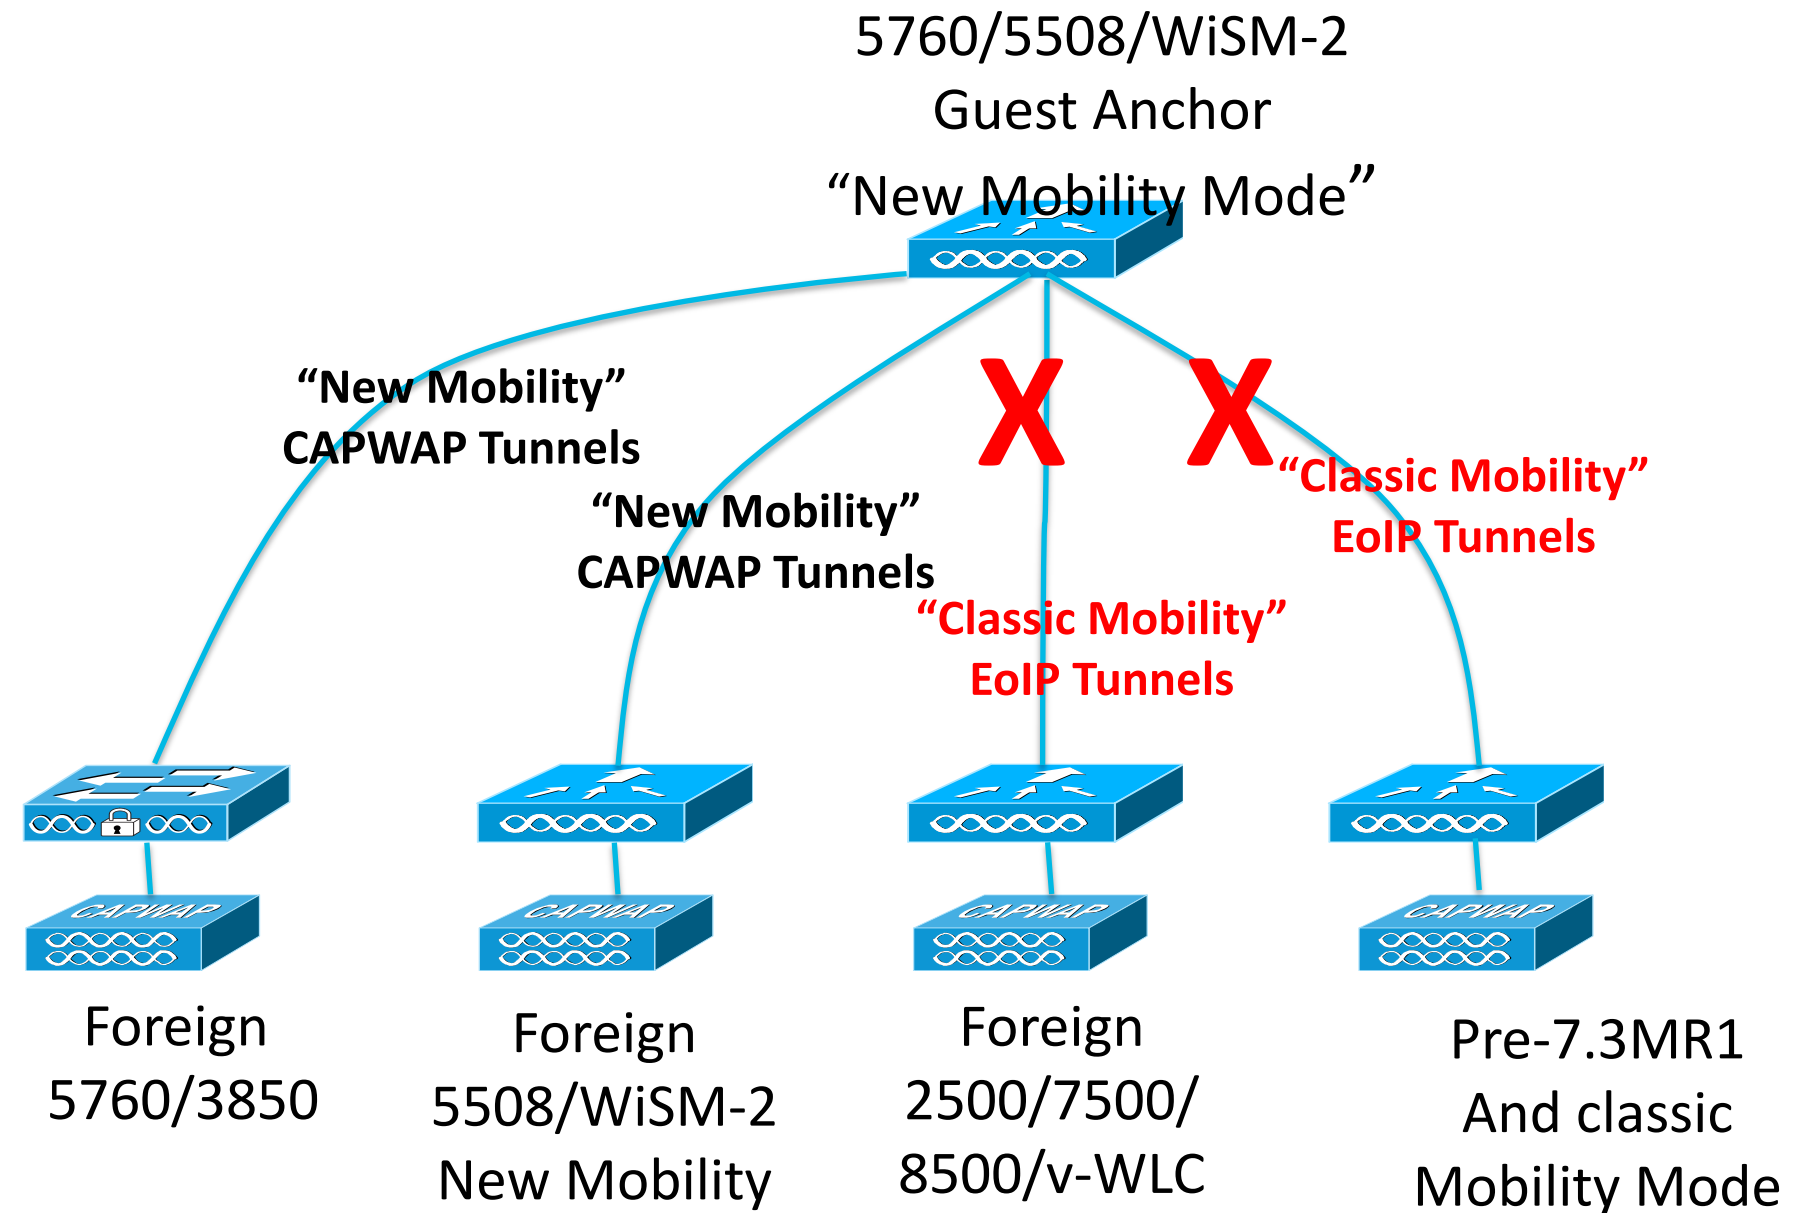 5760/5508/WiSM-2
Guest Anchor
“New Mobility Mode”
“New Mobility”
CAPWAP Tunnels
“New Mobility”
CAPWAP Tunnels
“Classic Mobility”
EoIP Tunnels
“Classic Mobility”
EoIP Tunnels
CAPWAP
CAPWAP
CAPWAP
CAPWAP
Foreign
5760/3850
Foreign
5508/WiSM-2
New Mobility
Foreign
2500/7500/
8500/v-WLC
Pre-7.3MR1
And classic
Mobility Mode